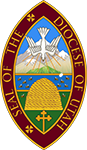 SEAL OF THE DIOCESE OF UTAH